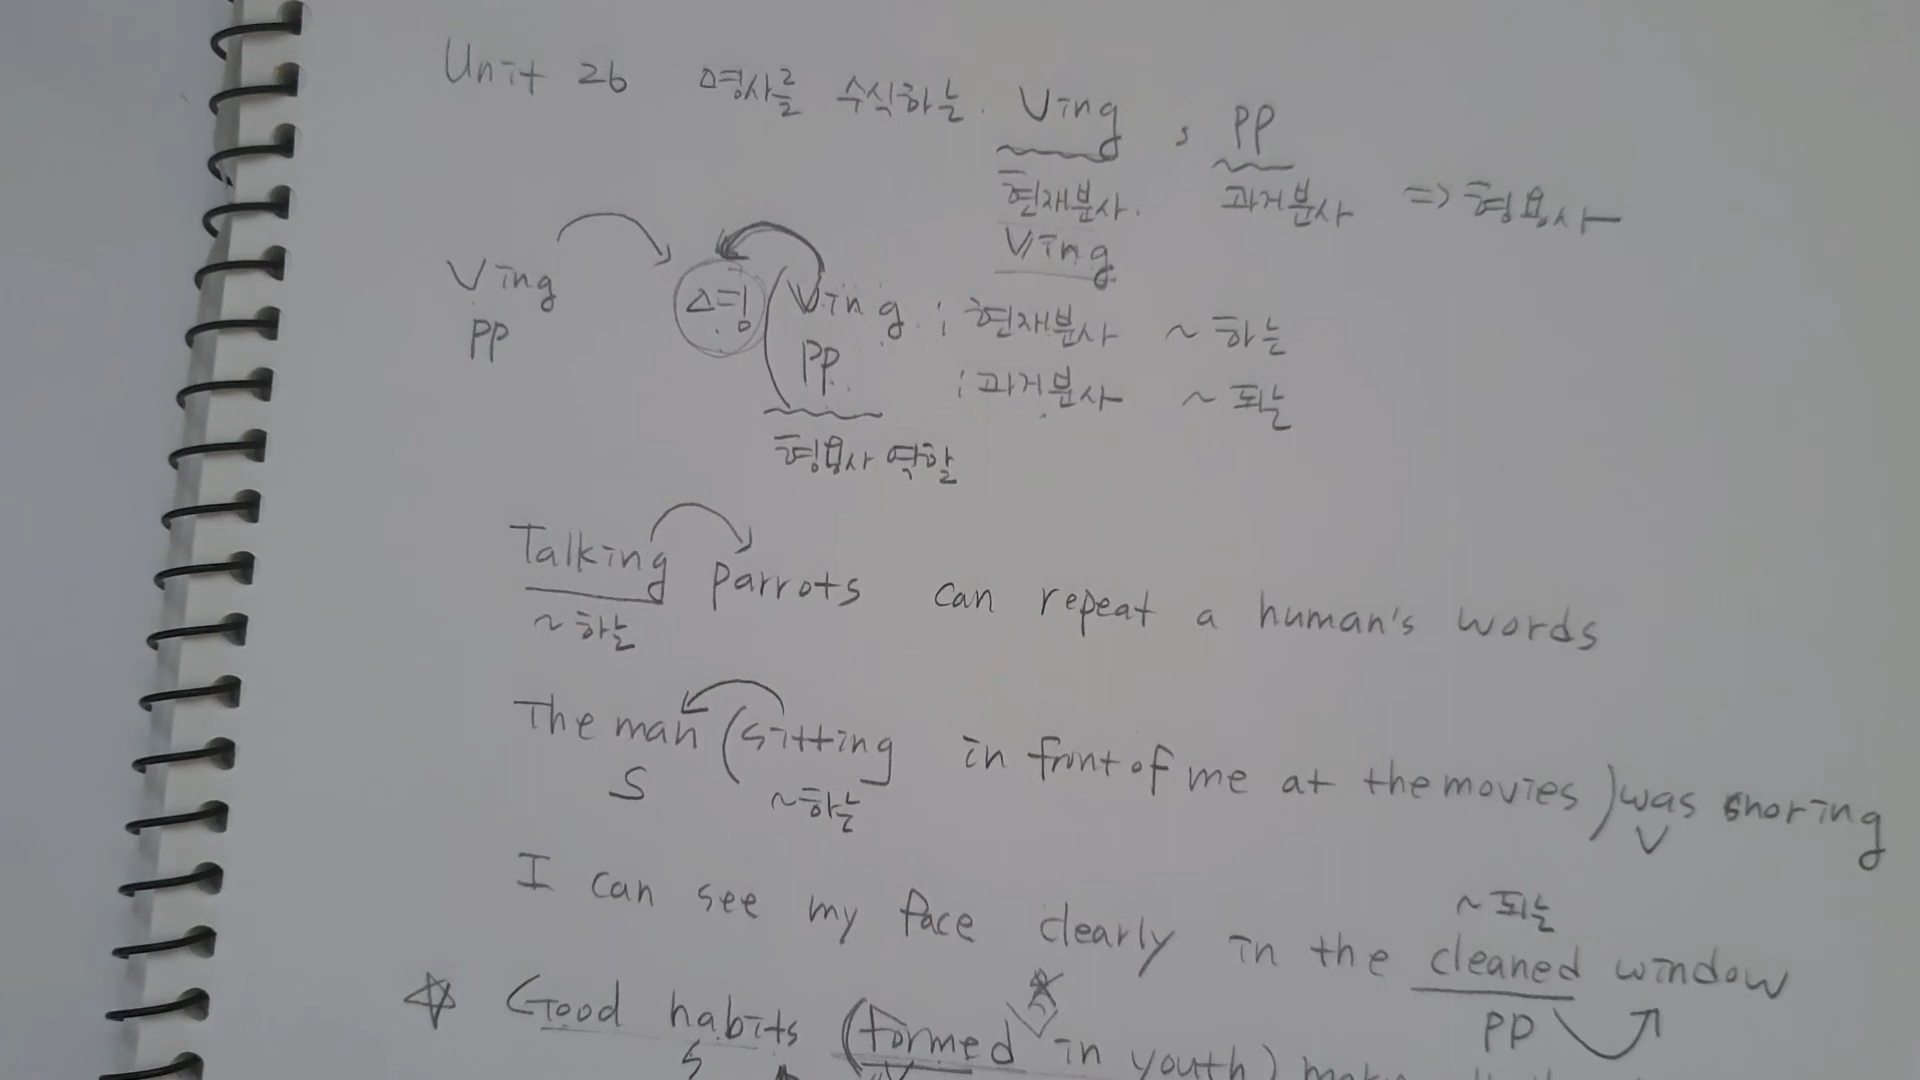 Unit 26 명사를 수식하는. Ving , PP
현재분사. 과거분사 => 형용사
Ving
Ving 명 (Ving ; 현재분사 ~하는
PP PP ; 과거분사 ~되는
형용사 역할
Talking parrots can repeat a human's words
~하는
The man (sitting in front of me at the movies) was snoring
S ~하는 V
~되는
I can see my face clearly in the cleaned window
PP
☆ Good habits (formed in youth)
S